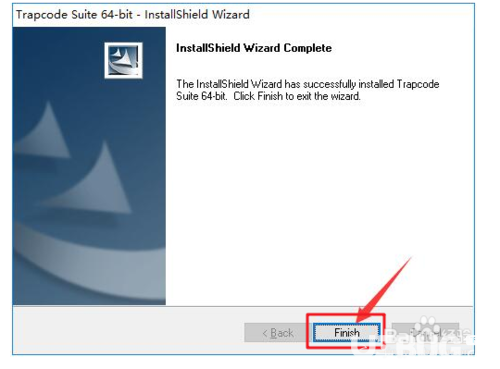 Trapcode Suite 64-bit - InstallShield Wizard
InstallShield Wizard Complete
The InstallShield Wizard has successfully installed Trapcode
Suite 64-bit. Click Finish to exit the wizard.
< Back
Finish